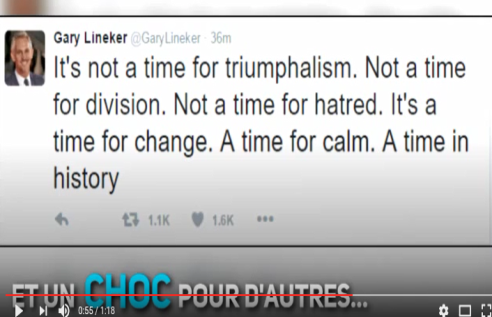 Gary Lineker @GaryLineker · 36m
It's not a time for triumphalism. Not a time
for division. Not a time for hatred. It's a
time for change. A time for calm. A time in
history
1.1K 1.6K
ET UN CHOC POUR D'AUTRES...
0:55 / 1:18